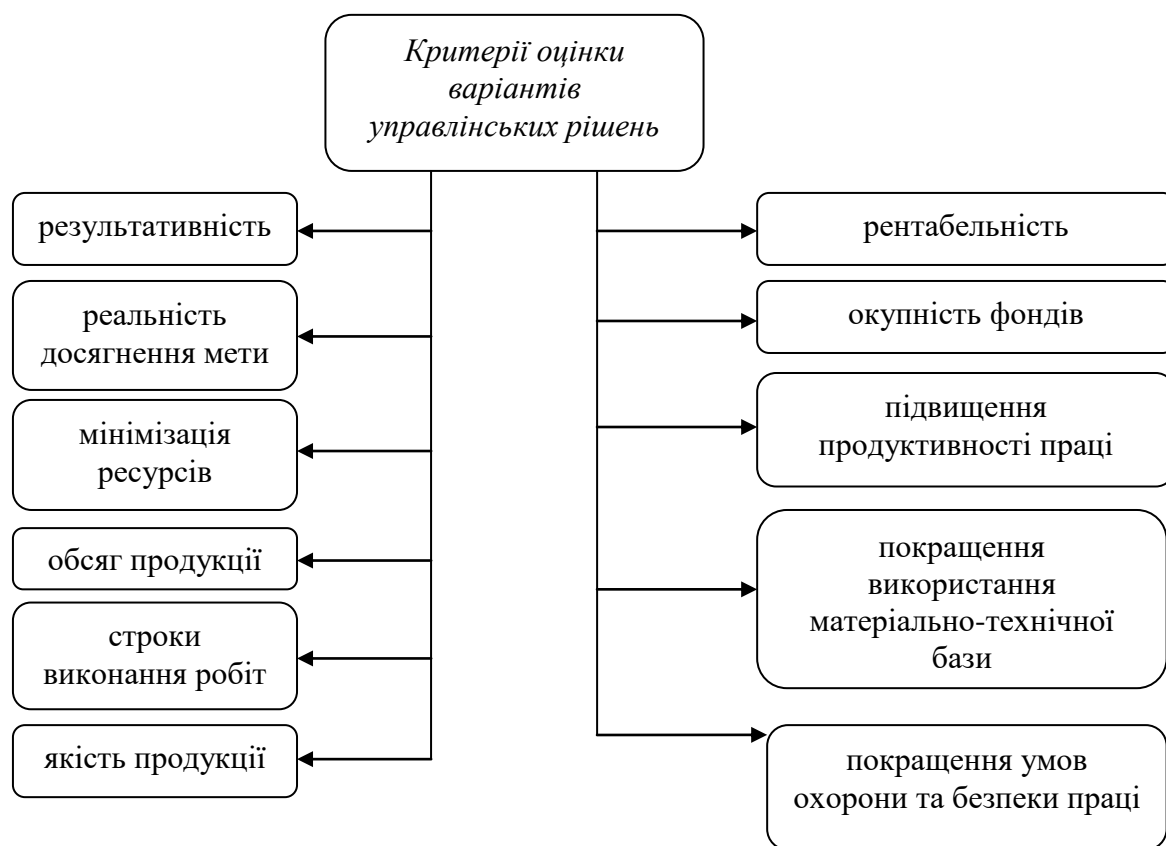 Критерії оцінки
варіантів
управлінських рішень
результативність
реальність
досягнення мети
мінімізація
ресурсів
обсяг продукції
строки
виконання робіт
якість продукції
рентабельність
окупність фондів
підвищення
продуктивності праці
покращення
використання
матеріально-технічної
бази
покращення умов
охорони та безпеки праці